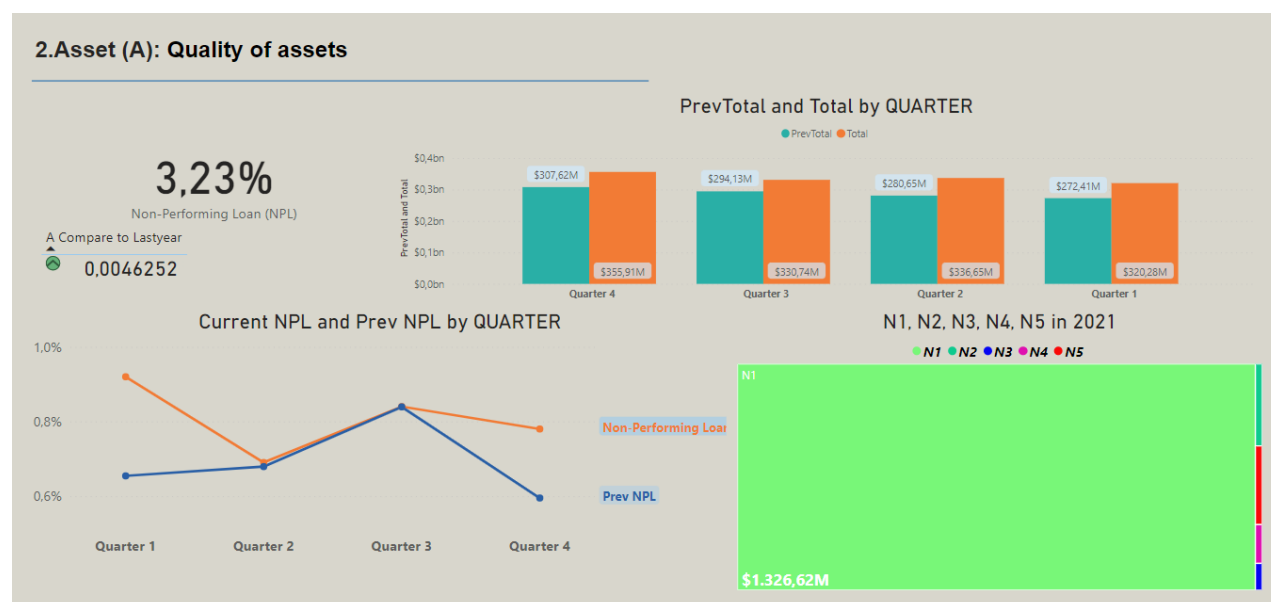 2.Asset (A): Quality of assets
3,23%
Non-Performing Loan (NPL)
A Compare to Lastyear
0,0046252
PrevTotal and Total by QUARTER
PrevTotal Total
PrevTotal and Total
$0,4bn
$0,3bn
$0,2bn
$0,1bn
$0,0bn
$307,62M
$294,13M
$280,65M
$272,41M
$355,91M
$330,74M
$336,65M
$320,28M
Quarter 4
Quarter 3
Quarter 2
Quarter 1
Current NPL and Prev NPL by QUARTER
1,0%
0.8%
0.6%
Non-Performing Loan
Prev NPL
Quarter 1
Quarter 2
Quarter 3
Quarter 4
N1, N2, N3, N4, N5 in 2021
N1 N2 N3 N4 N5
N1
$1.326,62M